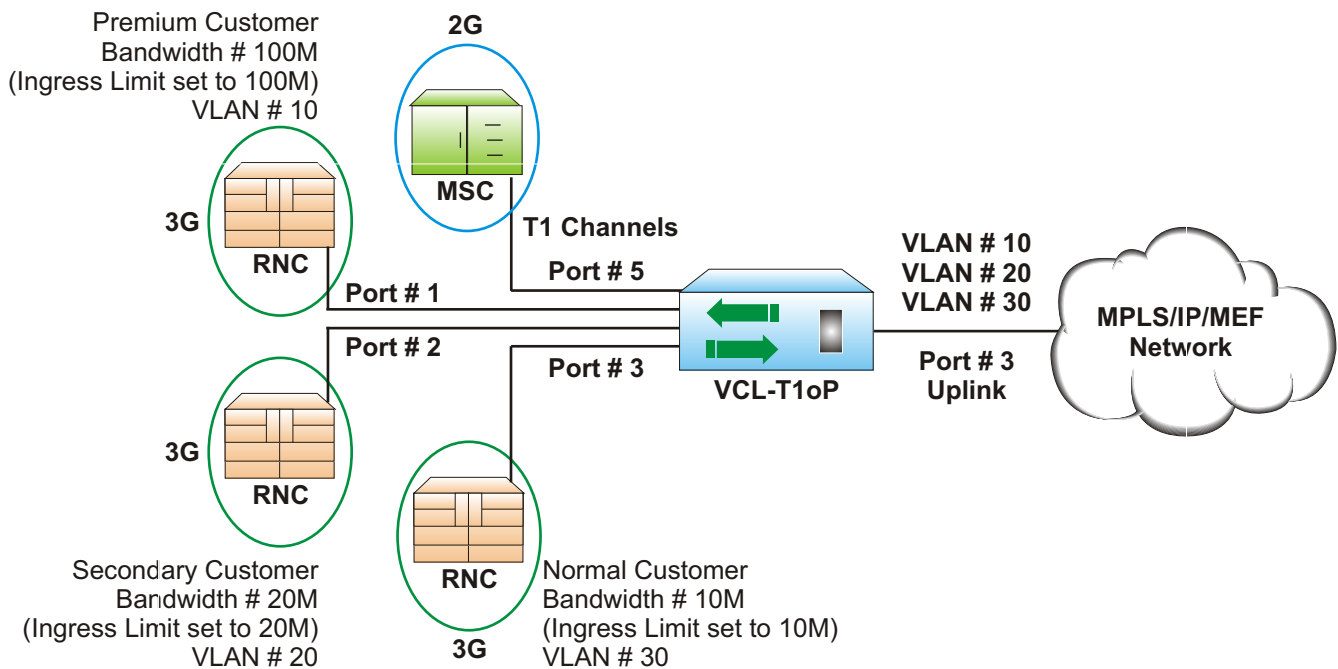 Premium Customer
Bandwidth # 100M
(Ingress Limit set to 100M)
VLAN # 10
2G
MSC
3G
RNC
T1 Channels
Port # 5
Port # 1
Port # 2
Port # 3
VCL-T1oP
VLAN # 10
VLAN # 20
VLAN # 30
Port # 3
Uplink
MPLS/IP/MEF
Network
3G
RNC
Secondary Customer
Bandwidth # 20M
(Ingress Limit set to 20M)
VLAN # 20
RNC
3G
Normal Customer
Bandwidth # 10M
(Ingress Limit set to 10M)
VLAN # 30